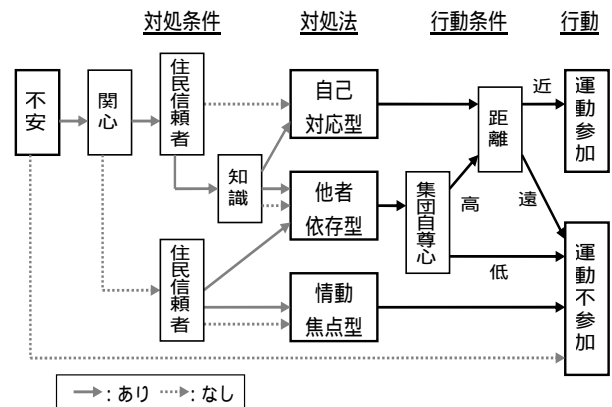 対処条件
対処法
行動条件
行動
不安
関心
住民信頼者
知識
住民信頼者
自己
対応型
他者
依存型
情動
焦点型
集団自尊心
高
低
距離
近
遠
運動参加
運動不参加
: あり
: なし